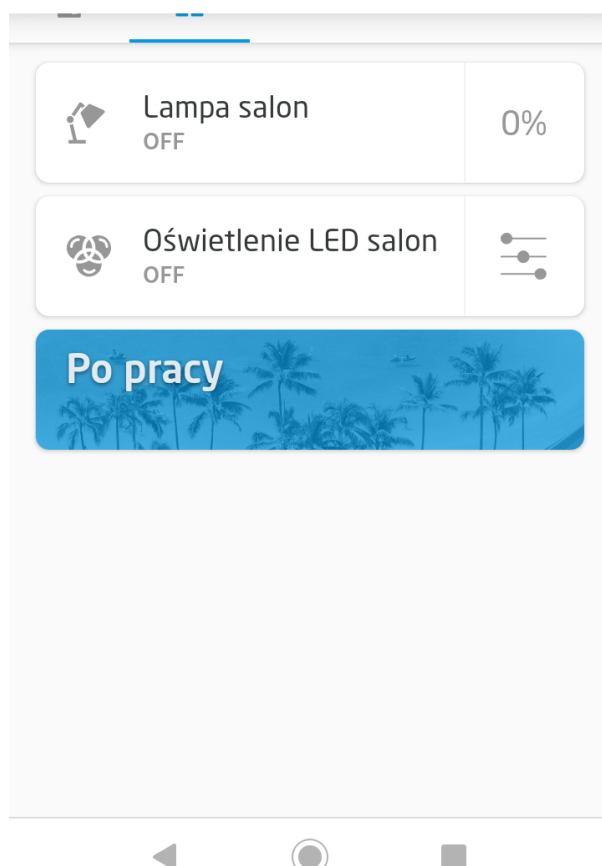 Lampa salon
OFF
0%
Oświetlenie LED salon
OFF
Po pracy